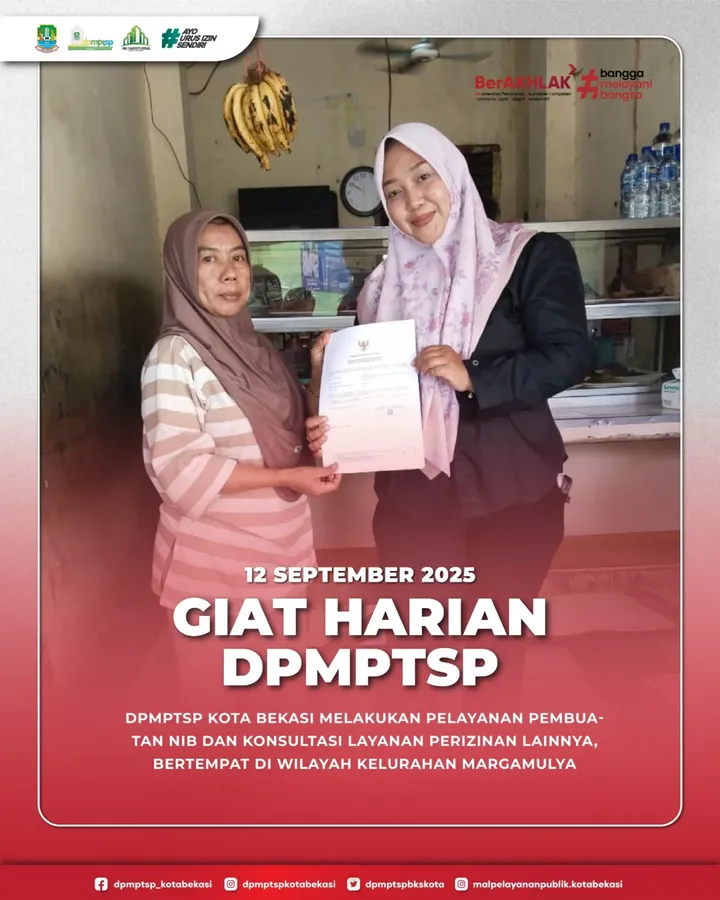 # AYO
URUS IZIN
SENDIRI
BerAKHLAK
# bangga
melayani
bangsa
12 SEPTEMBER 2025
GIAT HARIAN
DPMPTSP
DPMPTSP KOTA BEKASI MELAKUKAN PELAYANAN PEMBUA-
TAN NIB DAN KONSULTASI LAYANAN PERIZINAN LAINNYA,
BERTEMPAT DI WILAYAH KELURAHAN MARGAMULYA
dpmptsp_kotabekasi dpmptspkotabekasi dpmptspbkskota malpelayananpublik.kotabekasi